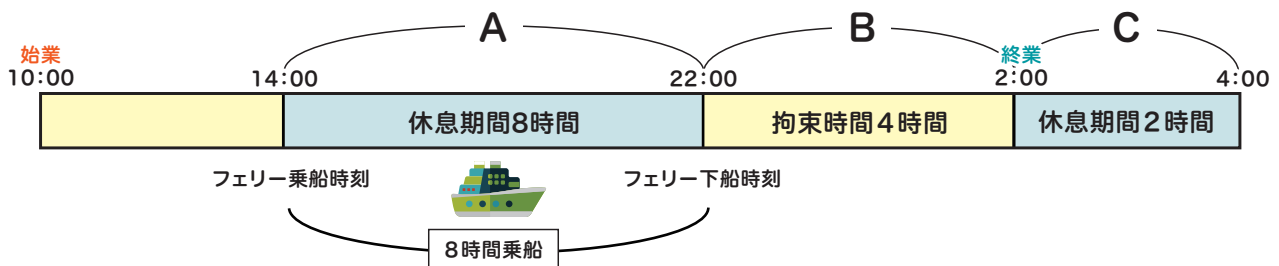 A
B
C
始業
終業
10:00
14:00
22:00
2:00
4:00
休息期間8時間
拘束時間4時間
休息期間2時間
フェリー乗船時刻
フェリー下船時刻
8時間乗船